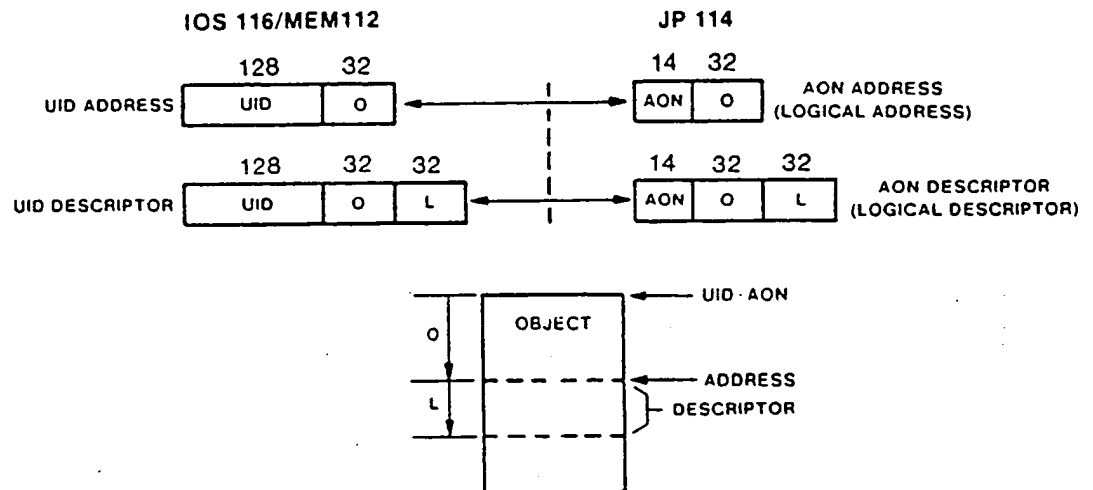 IOS 116/MEM112 JP 114
128 32 14 32
UID ADDRESS UID O AON O AON ADDRESS
(LOGICAL ADDRESS)
128 32 32 14 32 32
UID DESCRIPTOR UID O L AON O L AON DESCRIPTOR
(LOGICAL DESCRIPTOR)
UID·AON
OBJECT
O
ADDRESS
L DESCRIPTOR